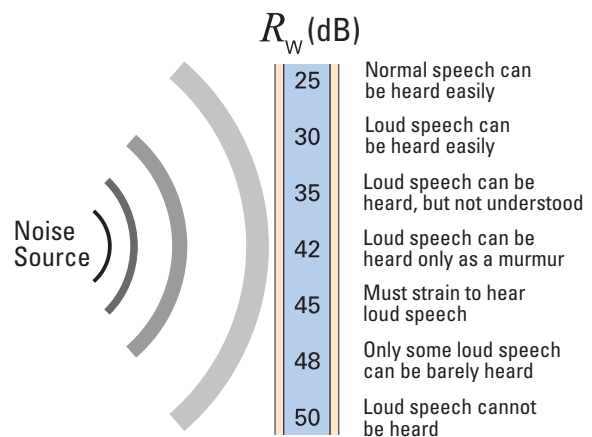 R_W (dB)
25 Normal speech can
be heard easily
30 Loud speech can
be heard easily
35 Loud speech can be
heard, but not understood
Noise
Source
42 Loud speech can be
heard only as a murmur
45 Must strain to hear
loud speech
48 Only some loud speech
can be barely heard
50 Loud speech cannot
be heard